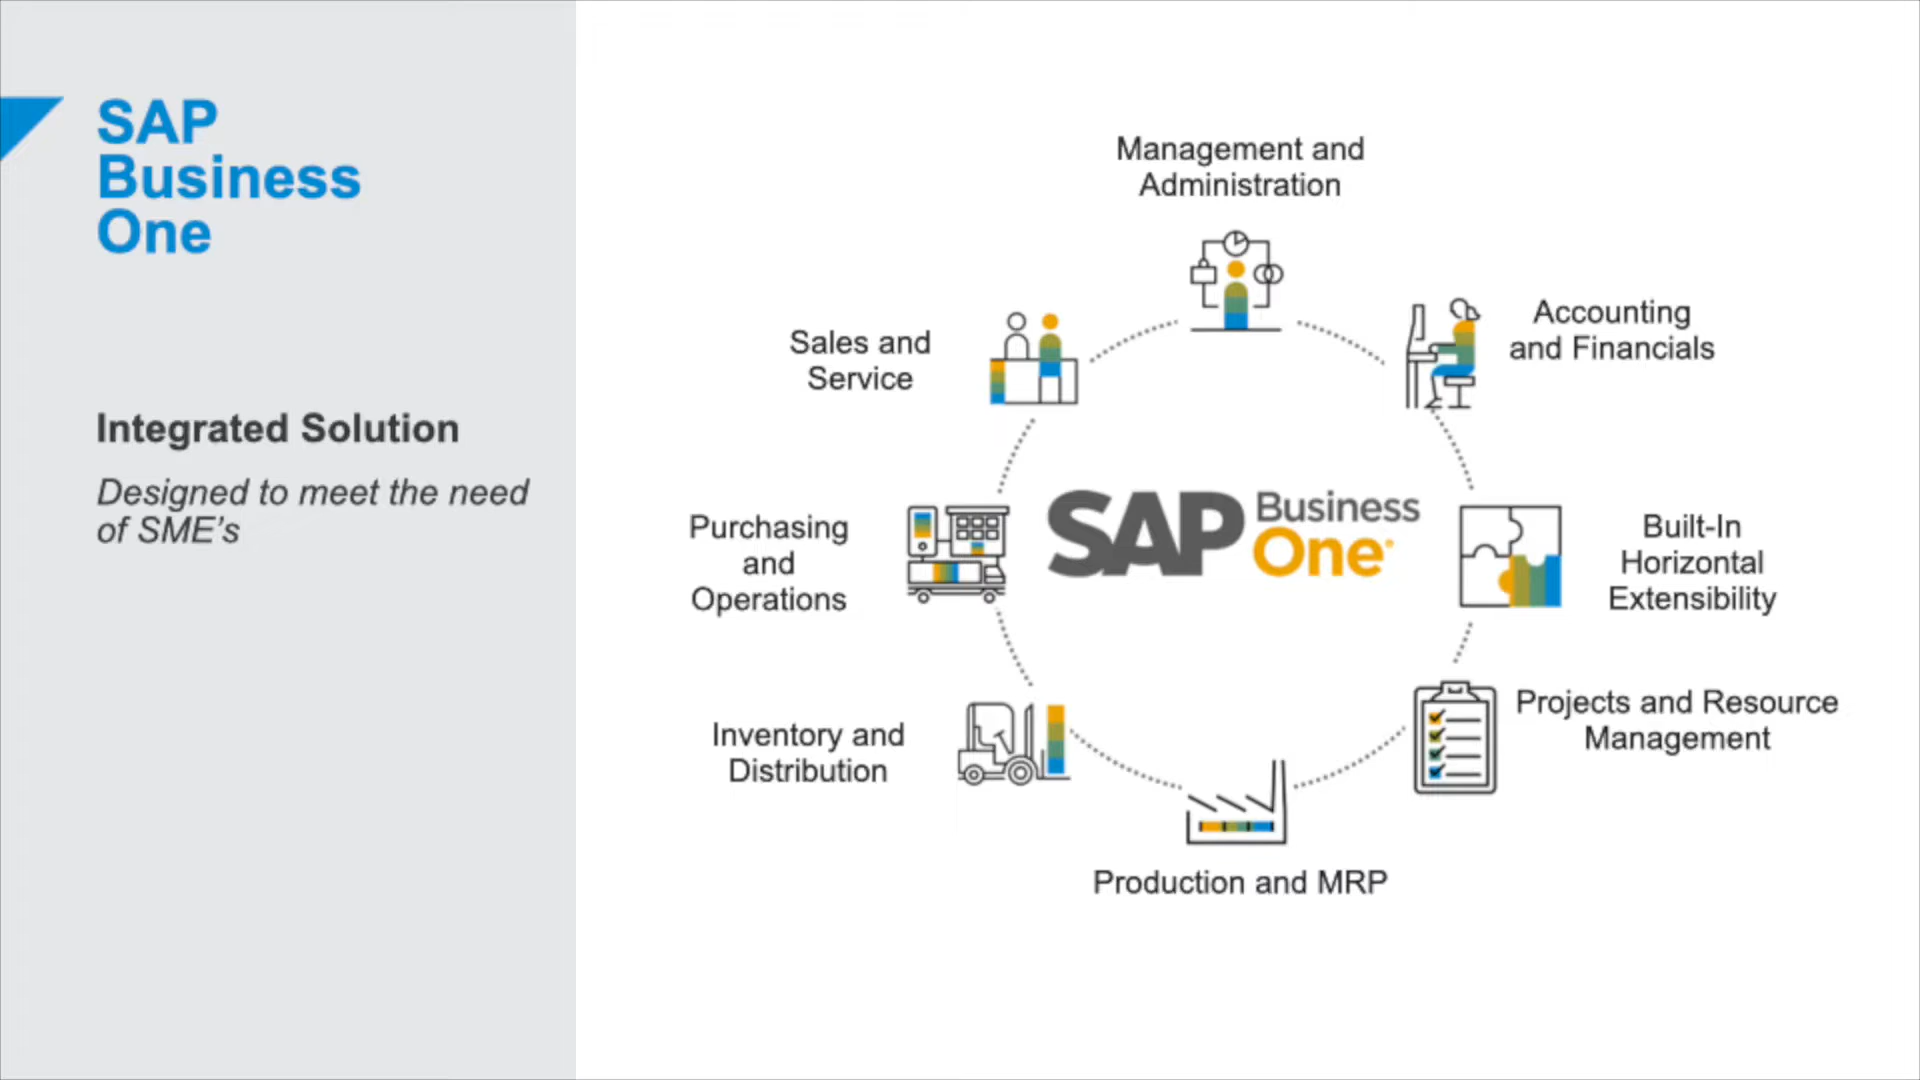 SAP
Business
One
Integrated Solution
Designed to meet the need
of SME's
Management and
Administration
Accounting
and Financials
Built-In
Horizontal
Extensibility
Projects and Resource
Management
Production and MRP
Inventory and
Distribution
Purchasing
and
Operations
Sales and
Service
SAP Business
One